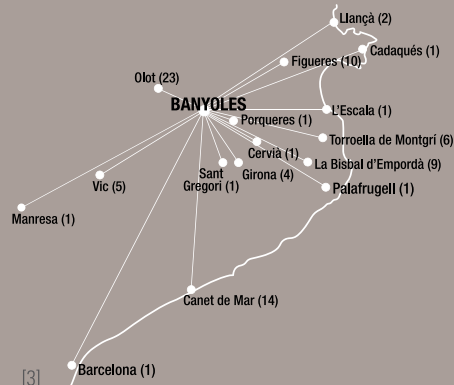 Llançà (2)
Cadaqués (1)
Figueres (10)
Olot (23)
BANYOLES
L'Escala (1)
Porqueres (1)
Torroella de Montgrí (6)
Cervià (1)
La Bisbal d'Empordà (9)
Sant
Gregori (1)
Girona (4)
Vic (5)
Palafrugell (1)
Manresa (1)
Canet de Mar (14)
Barcelona (1)
[3]